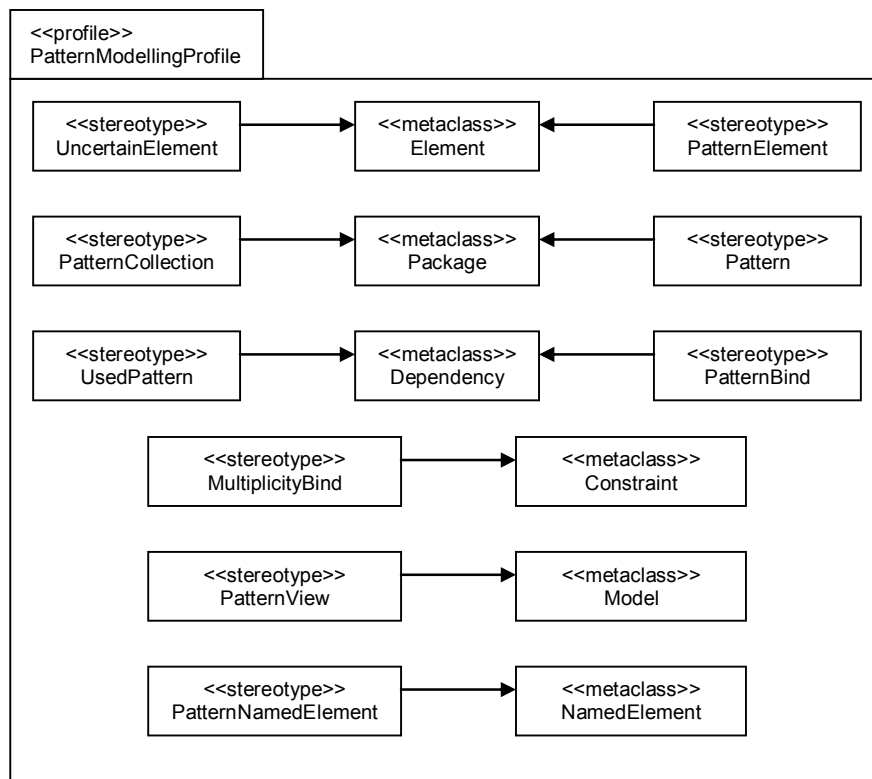 <<profile>>
PatternModellingProfile
<<stereotype>>
UncertainElement
<<metaclass>>
Element
<<stereotype>>
PatternElement
<<stereotype>>
PatternCollection
<<metaclass>>
Package
<<stereotype>>
Pattern
<<stereotype>>
UsedPattern
<<metaclass>>
Dependency
<<stereotype>>
PatternBind
<<stereotype>>
MultiplicityBind
<<metaclass>>
Constraint
<<stereotype>>
PatternView
<<metaclass>>
Model
<<stereotype>>
PatternNamedElement
<<metaclass>>
NamedElement